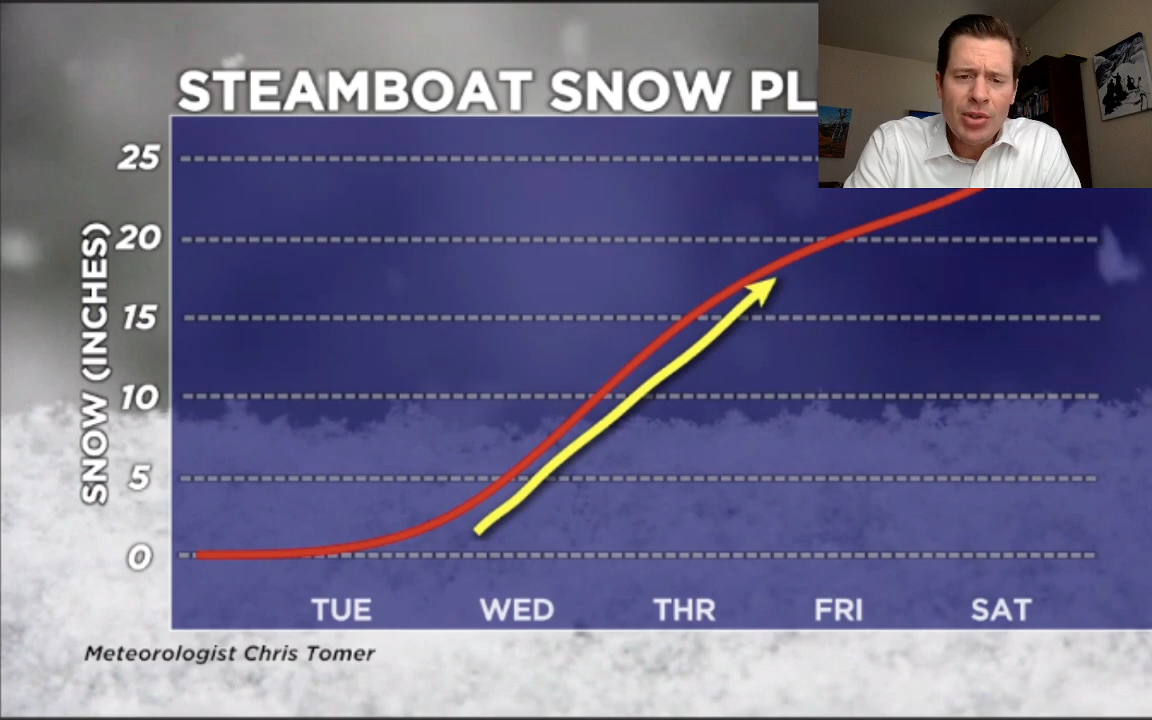 STEAMBOAT SNOW PL
25
20
15
10
5
0
SNOW (INCHES)
TUE WED THR FRI SAT
Meteorologist Chris Tomer